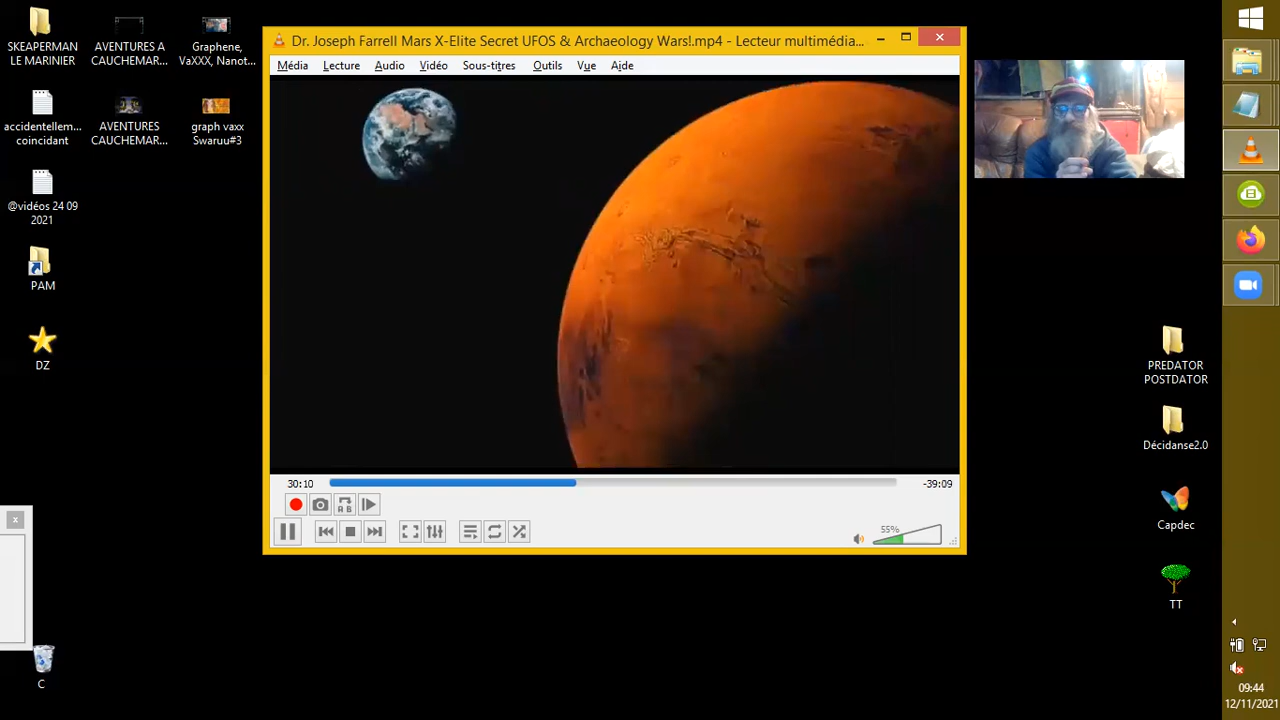 SKEAPERMAN
LE MARINIER
AVENTURES A
CAUCHEMAR...
Graphene,
VaXXX, Nanot...
accidentellem...
coincidant
AVENTURES
CAUCHEMAR...
graph vaxx
Swaruu#3
@vidéos 24 09
2021
PAM
DZ
C
x
Dr. Joseph Farrell Mars X-Elite Secret UFOS & Archaeology Wars!.mp4 - Lecteur multimédia...
Média Lecture Audio Vidéo Sous-titres Outils Vue Aide
30:10
-39:09
A B
55%
PREDATOR
POSTDATOR
Décidanse2.0
Capdec
TT
09:44
12/11/2021